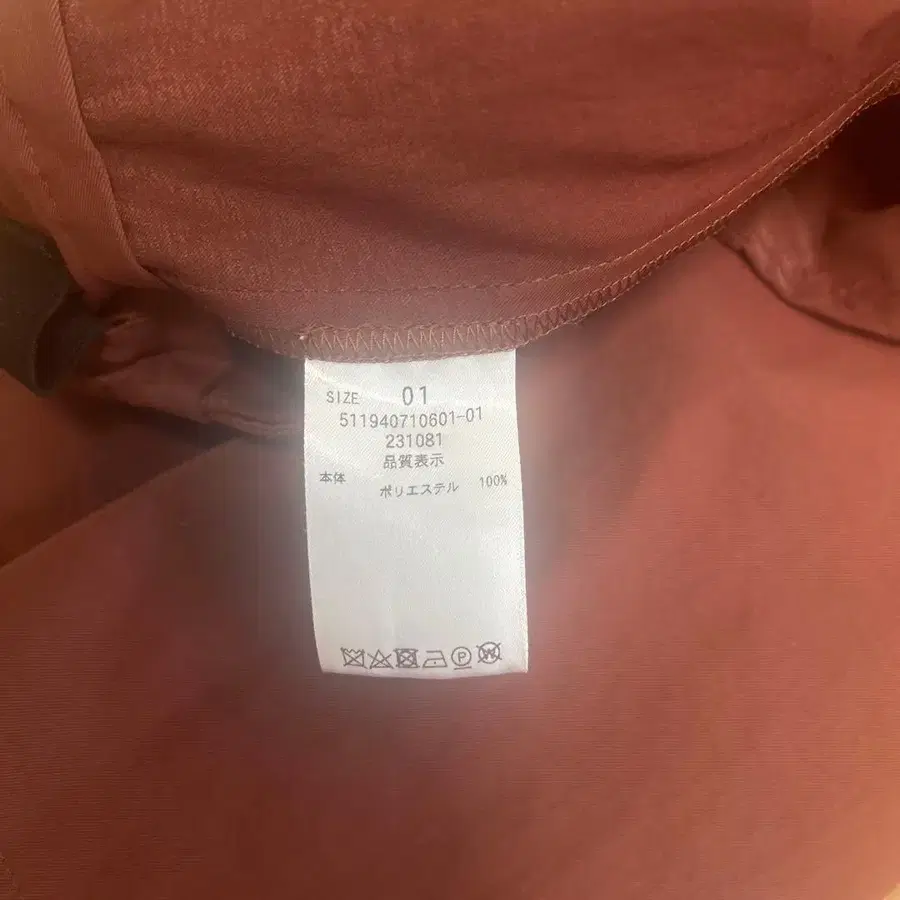 SIZE 01
511940710601-01
231081
品質表示
本体 ポリエステル 100%
P W